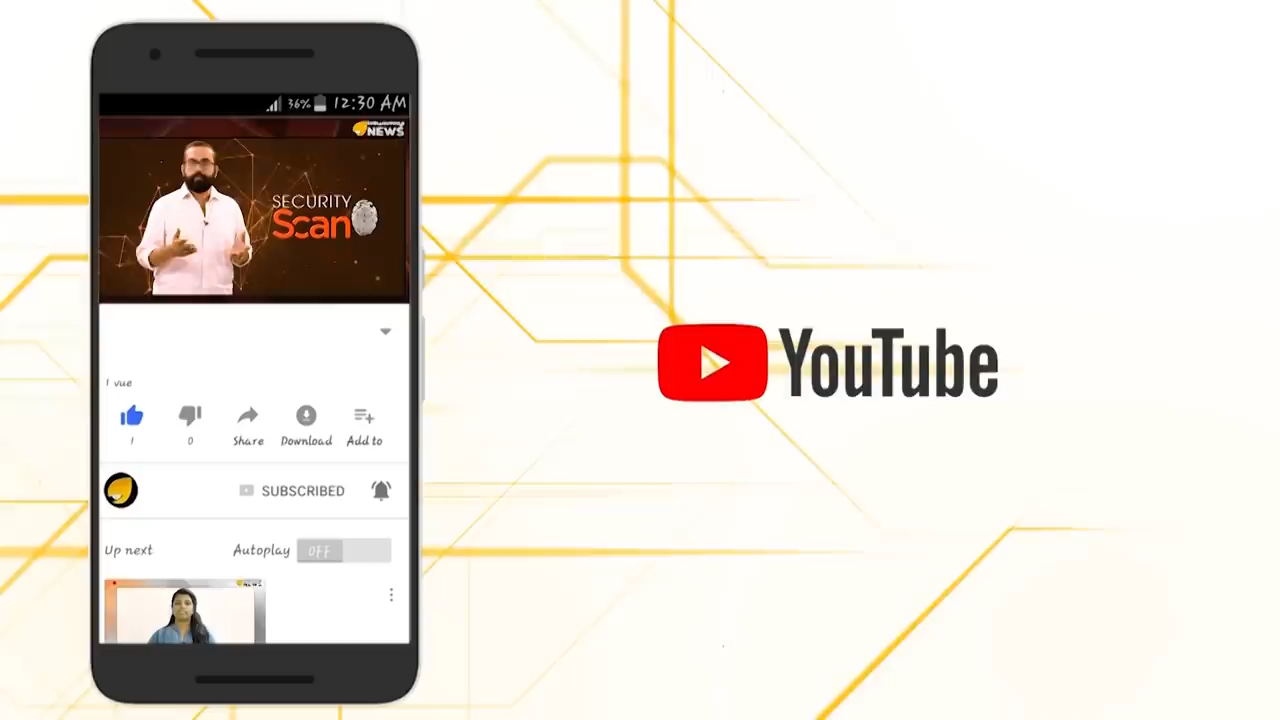 36% 12:30 AM
NEWS
SECURITY
Scan
1 vue
1 0 Share Download Add to
SUBSCRIBED
Up next Autoplay OFF
YouTube